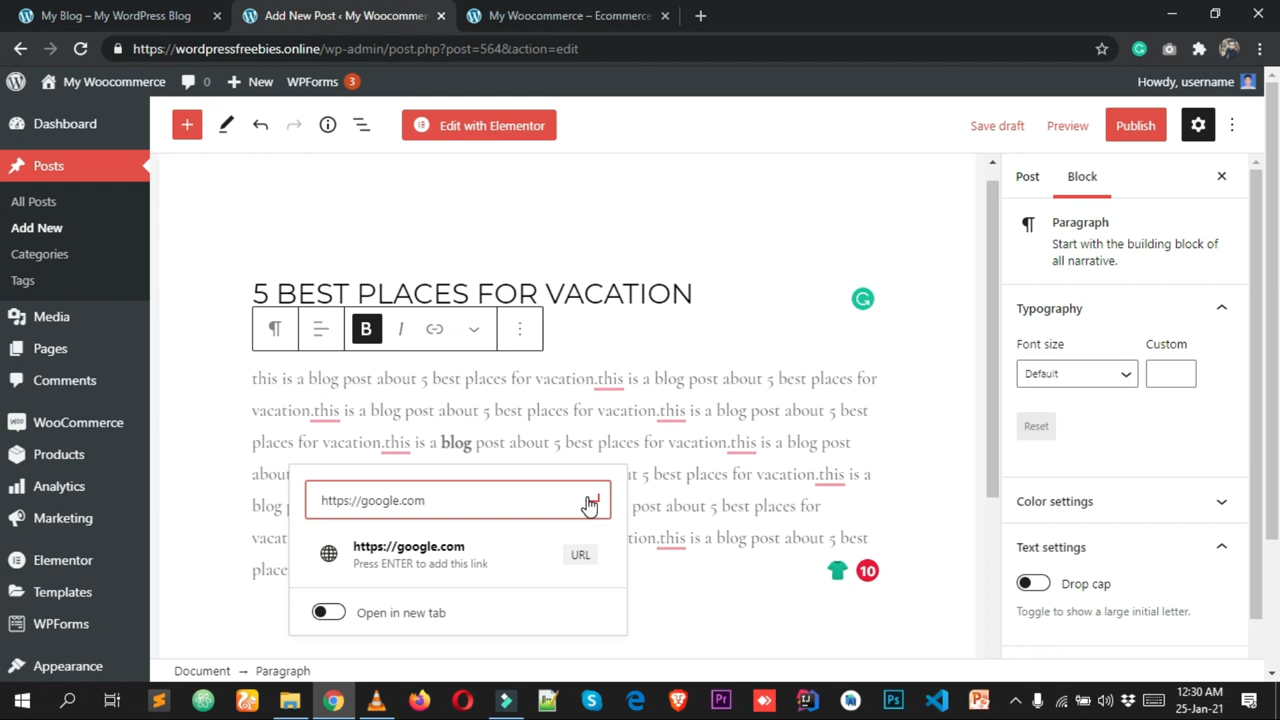 My Blog – My WordPress Blog
Add New Post ‹ My Woocommer
My Woocommerce – Ecommerce
https://wordpressfreebies.online/wp-admin/post.php?post=564&action=edit
My Woocommerce
0
New
WPForms
3
Howdy, username
Dashboard
Posts
All Posts
Add New
Categories
Tags
Media
Pages
Comments
WooCommerce
Products
Analytics
Marketing
Elementor
Templates
WPForms
Appearance
Edit with Elementor
Save draft
Preview
Publish
5 BEST PLACES FOR VACATION
B
I
this is a blog post about 5 best places for vacation.this is a blog post about 5 best places for
vacation.this is a blog post about 5 best places for vacation.this is a blog post about 5 best
places for vacation.this is a blog post about 5 best places for vacation.this is a blog post
abou
5 best places for vacation.this is a
blog p
post about 5 best places for
vacati
tion.this is a blog post about 5 best
place
https://google.com
https://google.com
Press ENTER to add this link
URL
Open in new tab
10
Document → Paragraph
Post
Block
Paragraph
Start with the building block of
all narrative.
Typography
Font size
Custom
Default
Reset
Color settings
Text settings
Drop cap
Toggle to show a large initial letter.
Pr
Ps
12:30 AM
25-Jan-21